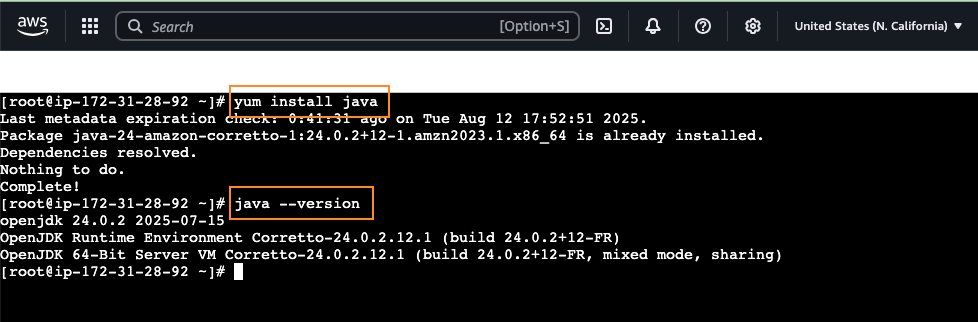 aws
Search [Option+S] United States (N. California)
[root@ip-172-31-28-92 ~]# yum install java
Last metadata expiration check: 0:41:31 ago on Tue Aug 12 17:52:51 2025.
Package java-24-amazon-corretto-1:24.0.2+12-1.amzn2023.1.x86_64 is already installed.
Dependencies resolved.
Nothing to do.
Complete!
[root@ip-172-31-28-92 ~]# java --version
openjdk 24.0.2 2025-07-15
OpenJDK Runtime Environment Corretto-24.0.2.12.1 (build 24.0.2+12-FR)
OpenJDK 64-Bit Server VM Corretto-24.0.2.12.1 (build 24.0.2+12-FR, mixed mode, sharing)
[root@ip-172-31-28-92 ~]#